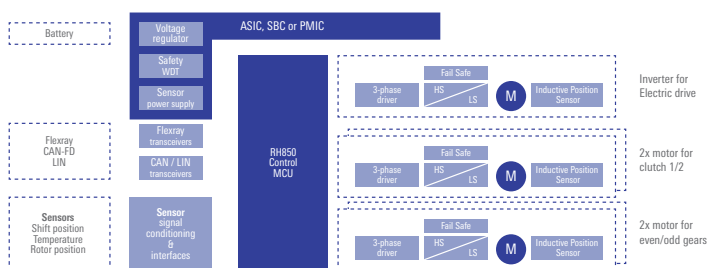 Battery
Voltage
regulator
Safety
WDT
Sensor
power supply
ASIC, SBC or PMIC
Flexray
CAN-FD
LIN
Flexray
transceivers
CAN / LIN
transceivers
Sensors
Shift position
Temperature
Rotor position
Sensor
signal
conditioning
&
interfaces
RH850
Control
MCU
3-phase
driver
Fail Safe
HS
LS
M
Inductive Position
Sensor
Inverter for
Electric drive
3-phase
driver
Fail Safe
HS
LS
M
Inductive Position
Sensor
2x motor for
clutch 1/2
3-phase
driver
Fail Safe
HS
LS
M
Inductive Position
Sensor
2x motor for
even/odd gears